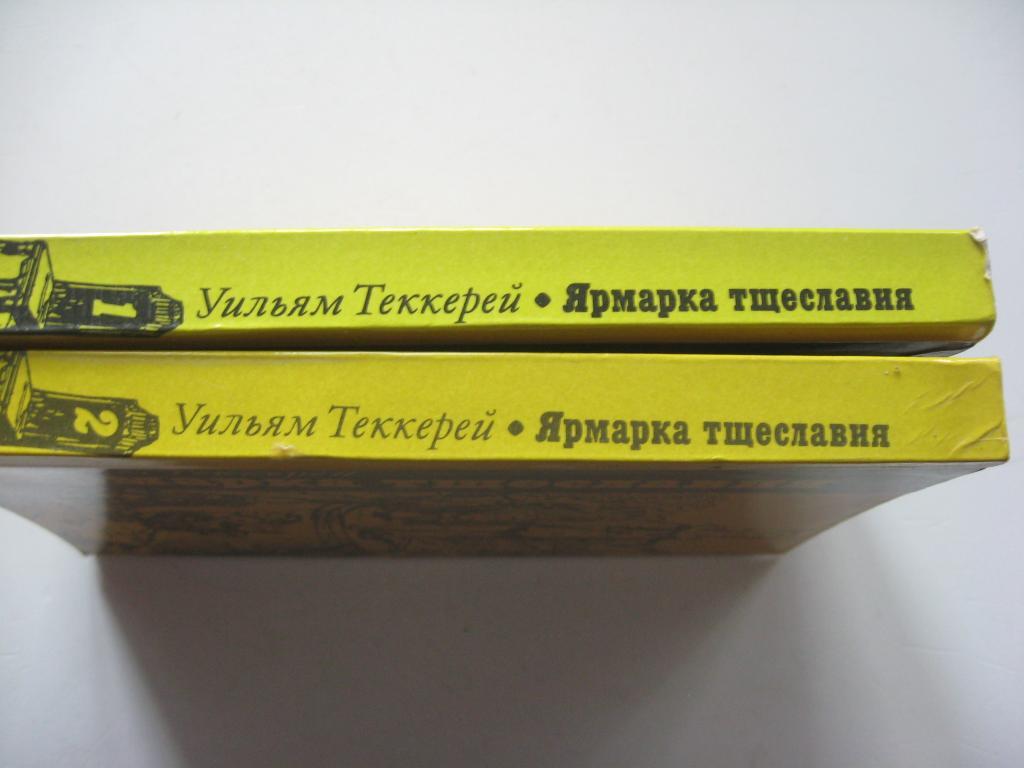 1 Уильям Теккерей • Ярмарка тщеславия
2 Уильям Теккерей • Ярмарка тщеславия